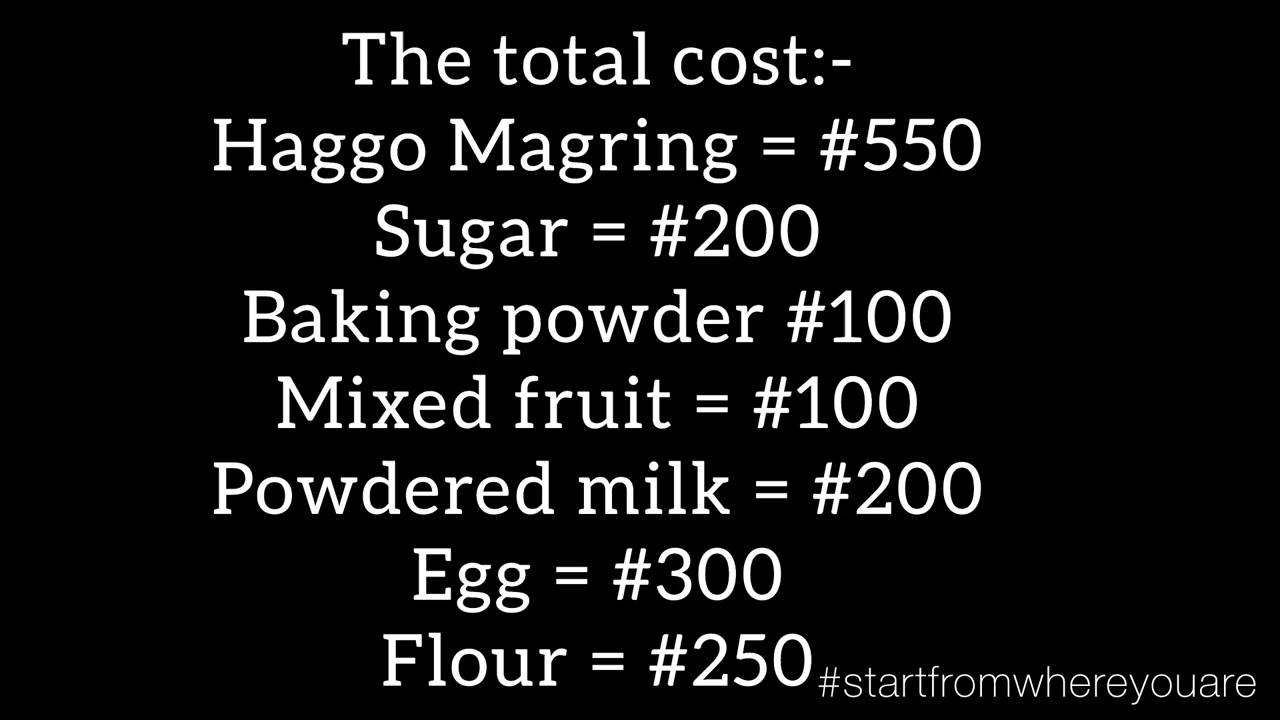 The total cost:-
Haggo Magring = #550
Sugar = #200
Baking powder #100
Mixed fruit = #100
Powdered milk = #200
Egg = #300
Flour = #250
#startfromwhereyouare